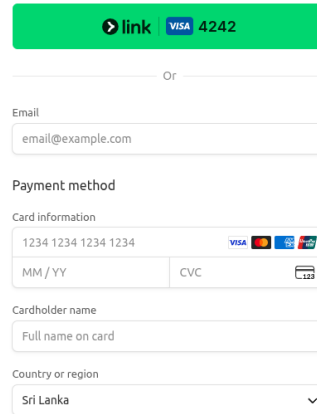 link VISA 4242
Or
Email
email@example.com
Payment method
Card information
1234 1234 1234 1234 VISA
MM / YY CVC 123
Cardholder name
Full name on card
Country or region
Sri Lanka